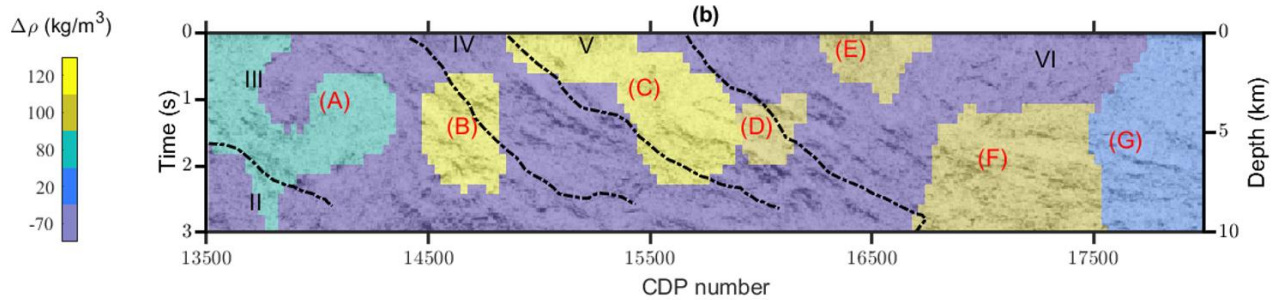 (b)
Δρ (kg/m³)
120
100
80
20
-70
Time (s)
0
1
2
3
III
II
(A)
IV
(B)
V
(C)
(D)
(E)
VI
(F)
(G)
0
5
10
Depth (km)
13500
14500
15500
16500
17500
CDP number